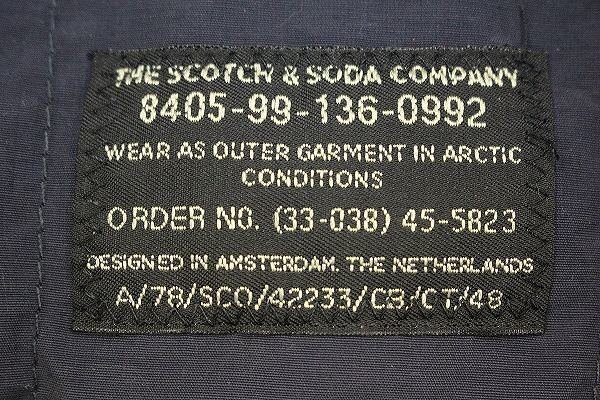 THE SCOTCH & SODA COMPANY
8405-99-136-0992
WEAR AS OUTER GARMENT IN ARCTIC
CONDITIONS
ORDER NO. (33-038) 45-5823
DESIGNED IN AMSTERDAM. THE NETHERLANDS
A/78/SCO/42233/CB/CT/48